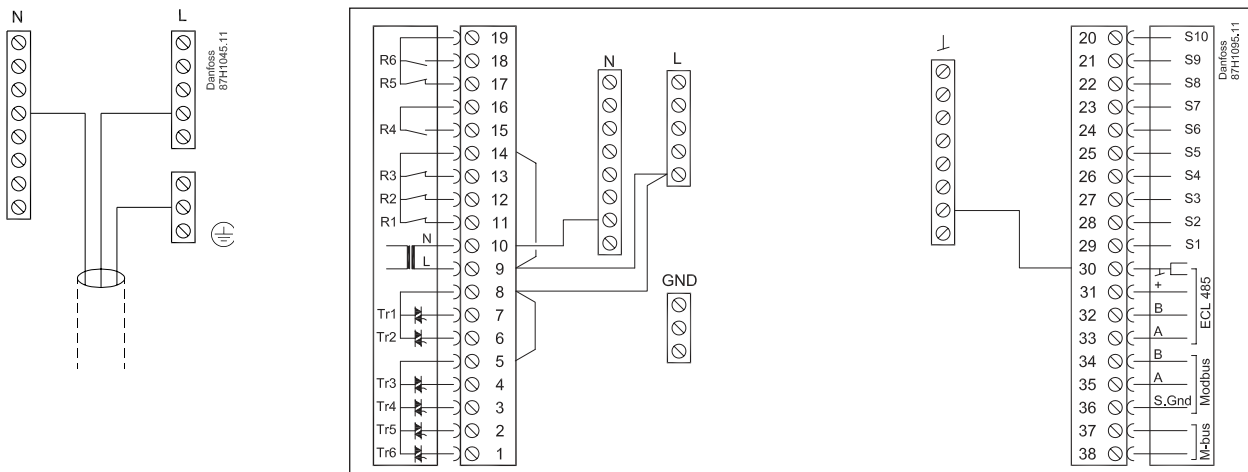 N
L
Danfoss
87H1045.11
R6
R5
R4
R3
R2
R1
N
L
Tr1
Tr2
Tr3
Tr4
Tr5
Tr6
19
18
17
16
15
14
13
12
11
10
9
8
7
6
5
4
3
2
1
N
L
GND
20
21
22
23
24
25
26
27
28
29
30
31
32
33
34
35
36
37
38
S10
S9
S8
S7
S6
S5
S4
S3
S2
S1
+
B
A
B
A
S.Gnd
ECL 485
Modbus
M-bus
Danfoss
87H1095.11